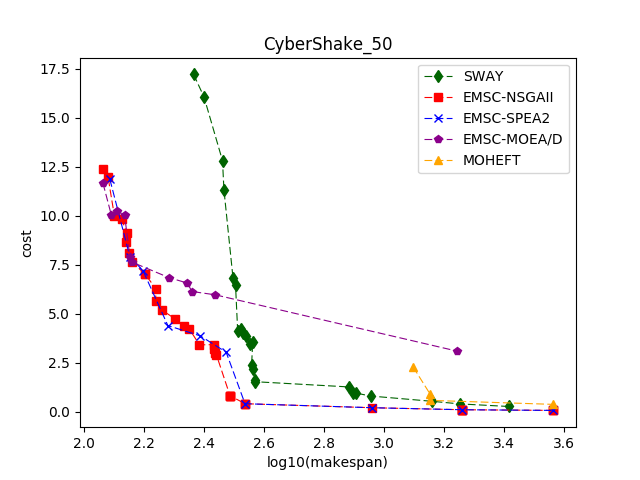 CyberShake_50
17.5
15.0
12.5
10.0
7.5
5.0
2.5
0.0
cost
SWAY
EMSC-NSGAII
EMSC-SPEA2
EMSC-MOEA/D
MOHEFT
2.0 2.2 2.4 2.6 2.8 3.0 3.2 3.4 3.6
log10(makespan)